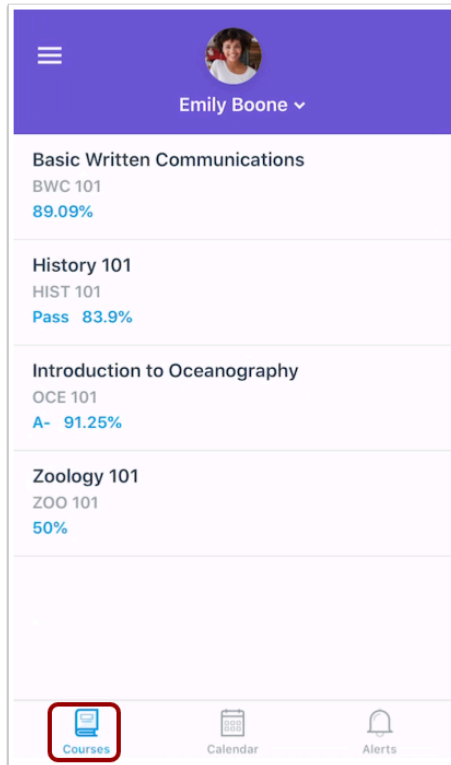 Emily Boone
Basic Written Communications
BWC 101
89.09%
History 101
HIST 101
Pass 83.9%
Introduction to Oceanography
OCE 101
A- 91.25%
Zoology 101
ZOO 101
50%
Courses Calendar Alerts